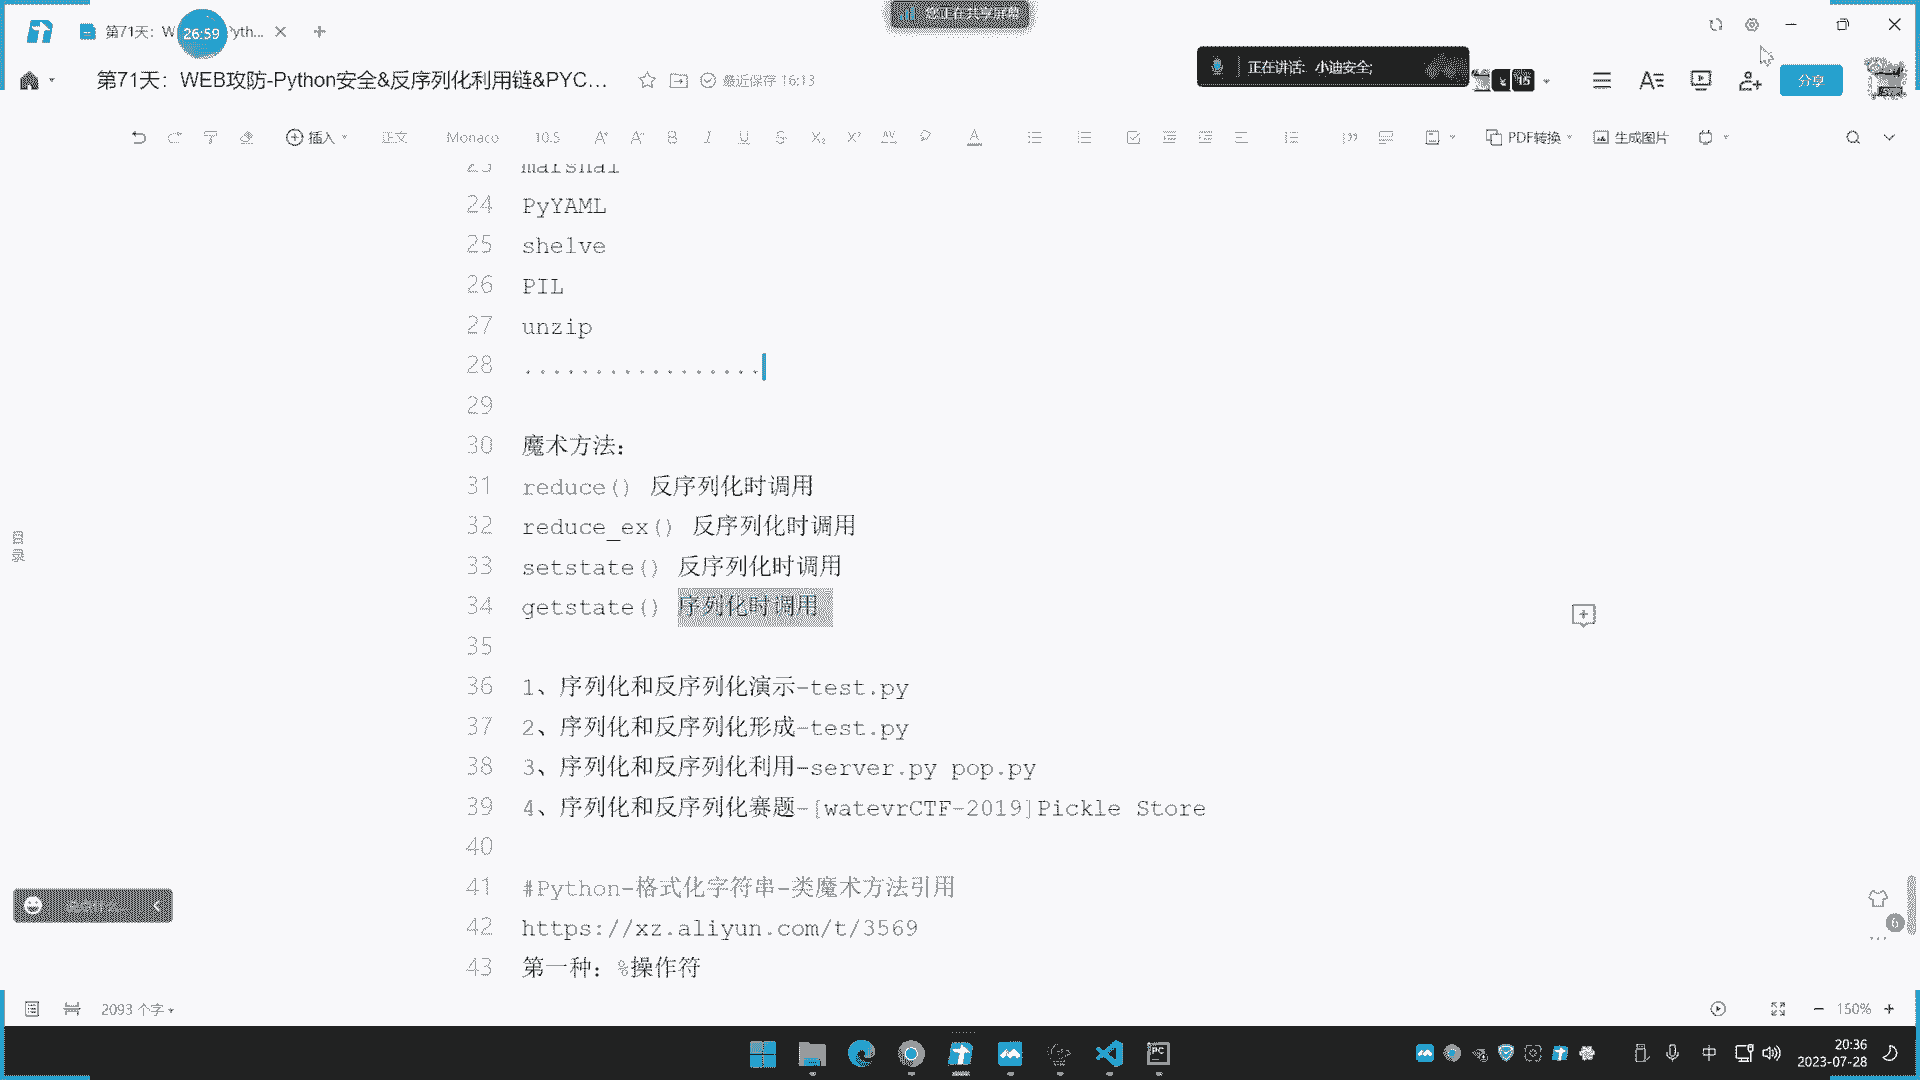 您正在共享屏幕
第71天：W
26:59
yth...
第71天：WEB攻防-Python安全&反序列化利用链&PYC...
最近保存 16:13
正在讲话: 小迪安全;
分享
插入
正文
Monaco
10.5
PDF转换
生成图片
23 marshal
24 PyYAML
25 shelve
26 PIL
27 unzip
28 .................
29
30 魔术方法:
31 reduce() 反序列化时调用
32 reduce_ex() 反序列化时调用
33 setstate() 反序列化时调用
34 getstate() 序列化时调用
35
36 1、序列化和反序列化演示-test.py
37 2、序列化和反序列化形成-test.py
38 3、序列化和反序列化利用-server.py pop.py
39 4、序列化和反序列化赛题-[watevrCTF-2019]Pickle Store
40
41 #Python-格式化字符串-类魔术方法引用
42 https://xz.aliyun.com/t/3569
43 第一种: %操作符
目录
6
2093 个字
150%
中
20:36
2023-07-28